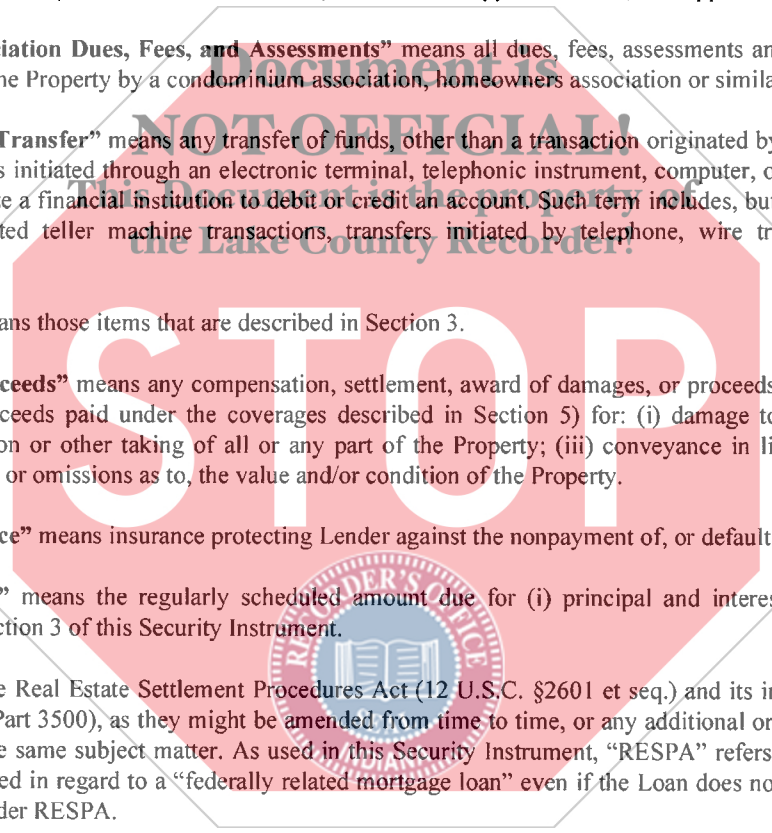 ciation Dues, Fees, and Assessments” means all dues, fees, assessments an
he Property by a condominium association, homeowners association or simila
Transfer” means any transfer of funds, other than a transaction originated by
s initiated through an electronic terminal, telephonic instrument, computer, o
e a financial institution to debit or credit an account. Such term includes, but
ted teller machine transactions, transfers initiated by telephone, wire tr
ans those items that are described in Section 3.
ceeds” means any compensation, settlement, award of damages, or proceeds
ceeds paid under the coverages described in Section 5) for: (i) damage to
on or other taking of all or any part of the Property; (iii) conveyance in li
or omissions as to, the value and/or condition of the Property.
ce” means insurance protecting Lender against the nonpayment of, or default
” means the regularly scheduled amount due for (i) principal and interes
ction 3 of this Security Instrument.
e Real Estate Settlement Procedures Act (12 U.S.C. §2601 et seq.) and its i
Part 3500), as they might be amended from time to time, or any additional or
e same subject matter. As used in this Security Instrument, “RESPA” refers
ed in regard to a “federally related mortgage loan” even if the Loan does no
der RESPA.
Document is
NOT OFFICIAL!
This Document is the property of
the Lake County Recorder!
STOP
RECORDER'S OFFICE